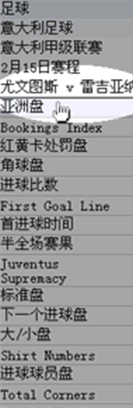 足球
意大利足球
意大利甲级联赛
2月15日赛程
尤文图斯 v 雷吉亚纳
亚洲盘
Bookings Index
红黄卡处罚盘
角球盘
进球比数
First Goal Line
首进球时间
半全场赛果
Juventus
Supremacy
标准盘
下一个进球盘
大/小盘
Shirt Numbers
进球球员盘
Total Corners